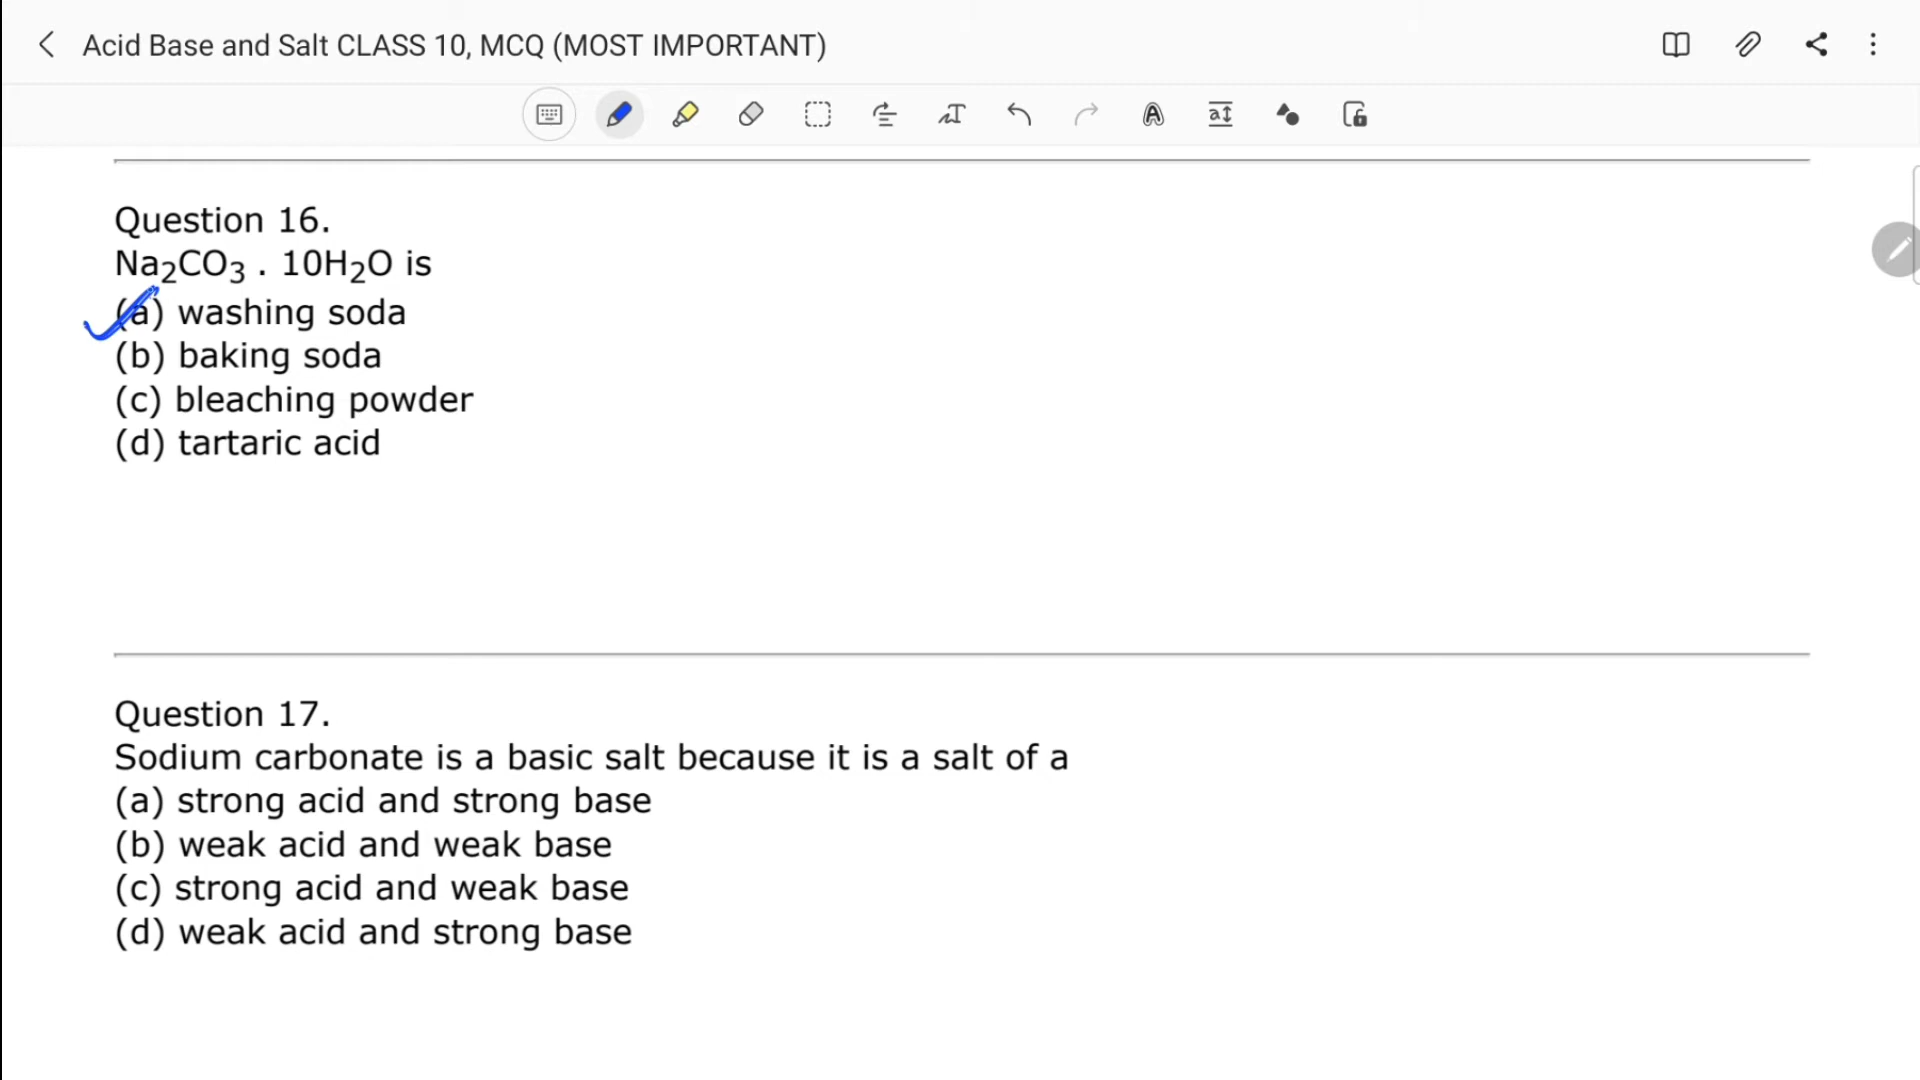 Acid Base and Salt CLASS 10, MCQ (MOST IMPORTANT)
Question 16.
Na₂CO₃ . 10H₂O is
(a) washing soda
(b) baking soda
(c) bleaching powder
(d) tartaric acid
Question 17.
Sodium carbonate is a basic salt because it is a salt of a
(a) strong acid and strong base
(b) weak acid and weak base
(c) strong acid and weak base
(d) weak acid and strong base